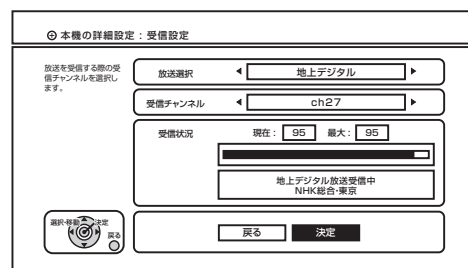 本機の詳細設定：受信設定
放送を受信する際の受
信チャンネルを選択し
ます。
放送選択
地上デジタル
受信チャンネル
ch27
受信状況
現在： 95 最大： 95
地上デジタル放送受信中
NHK総合・東京
選択・移動 決定
戻る
戻る 決定